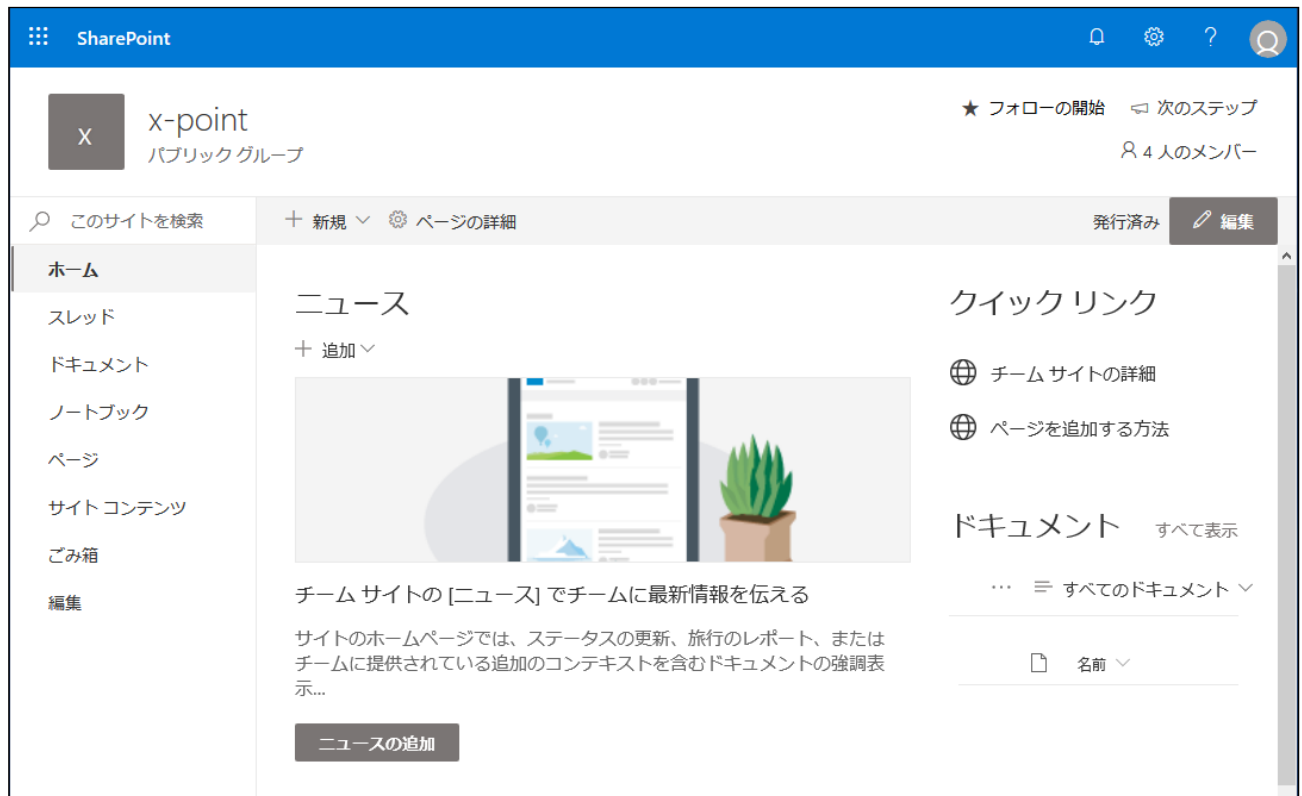 SharePoint
?
X
x-point
パブリック グループ
★ フォローの開始 次のステップ
4 人のメンバー
このサイトを検索
+ 新規 ページの詳細
発行済み 編集
ホーム
スレッド
ドキュメント
ノートブック
ページ
サイト コンテンツ
ごみ箱
編集
ニュース
+ 追加
チーム サイトの [ニュース] でチームに最新情報を伝える
サイトのホームページでは、ステータスの更新、旅行のレポート、または
チームに提供されている追加のコンテキストを含むドキュメントの強調表
示...
ニュースの追加
クイック リンク
チーム サイトの詳細
ページを追加する方法
ドキュメント すべて表示
… すべてのドキュメント
名前